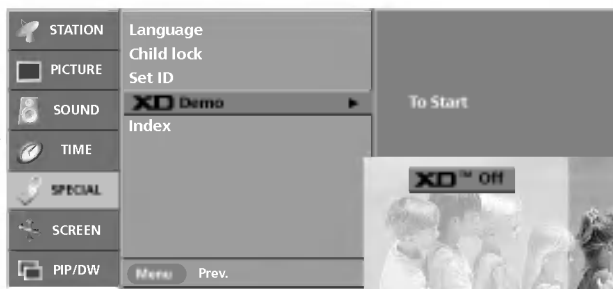 STATION
PICTURE
SOUND
TIME
SPECIAL
SCREEN
PIP/DW
Language
Child lock
Set ID
XD Demo
Index
Menu Prev.
To Start
XD™ Off